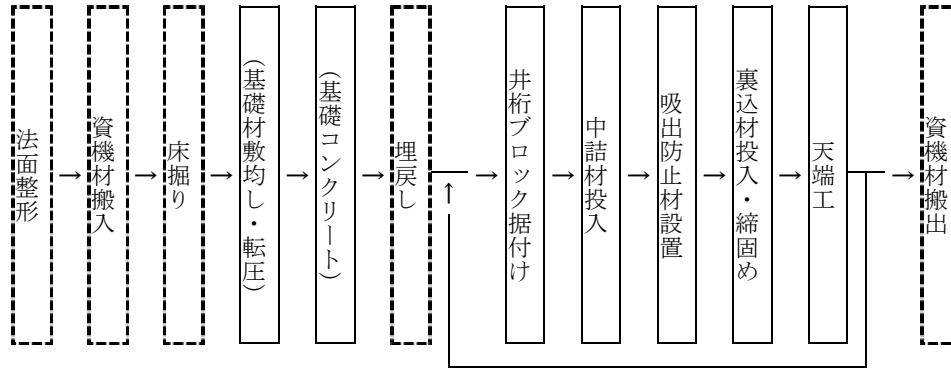 法面整形
→
資機材搬入
→
床掘り
→
(基礎材敷均し・転圧)
→
(基礎コンクリート)
→
埋戻し
↑
→
井桁ブロック据付け
→
中詰材投入
→
吸出防止材設置
→
裏込材投入・締固め
→
天端工
→
資機材搬出